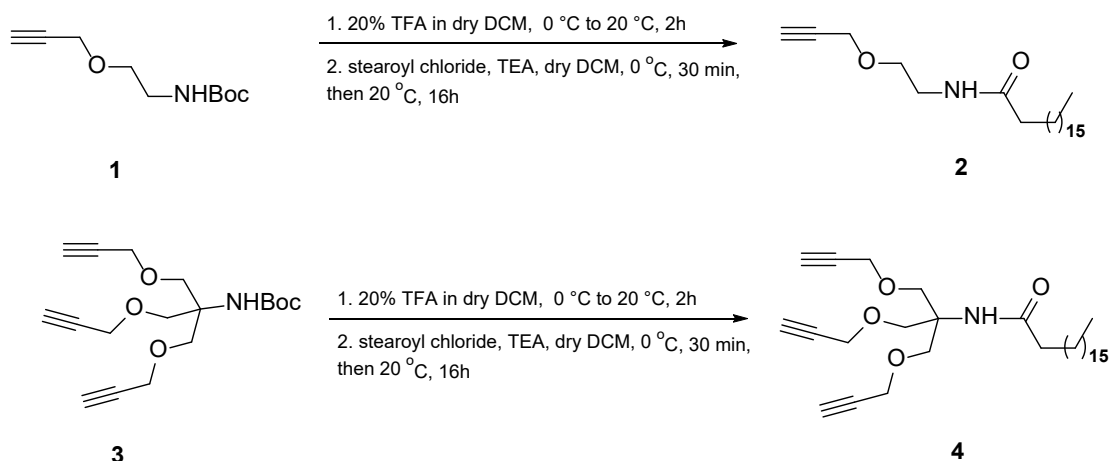 O
NHBoc
1
1. 20% TFA in dry DCM, 0 °C to 20 °C, 2h
2. stearoyl chloride, TEA, dry DCM, 0 °C, 30 min,
then 20 °C, 16h
O
NH
O
15
2
O
O
O
NHBoc
3
1. 20% TFA in dry DCM, 0 °C to 20 °C, 2h
2. stearoyl chloride, TEA, dry DCM, 0 °C, 30 min,
then 20 °C, 16h
O
O
O
NH
O
15
4